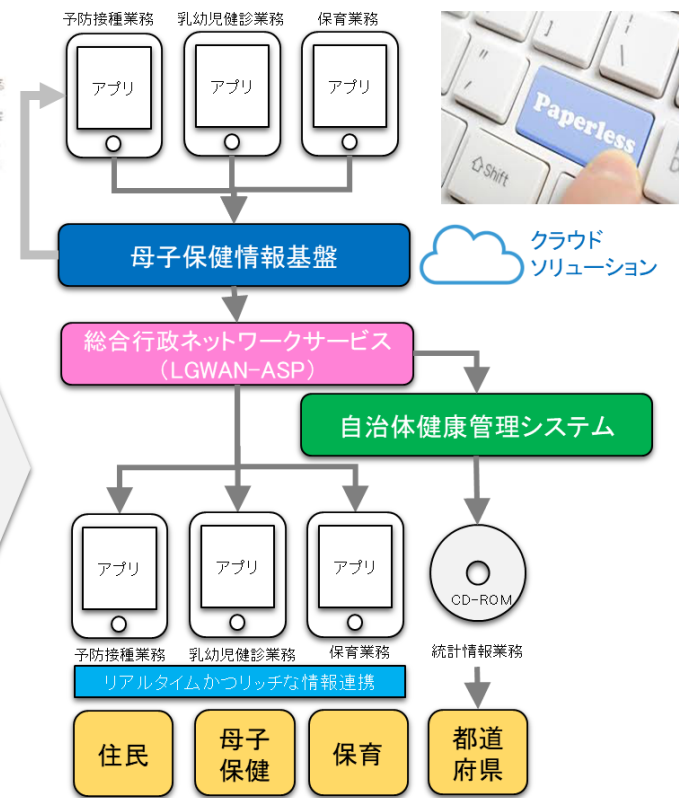 予防接種業務 乳幼児健診業務 保育業務
アプリ アプリ アプリ
Paperless
Shift
母子保健情報基盤
クラウド
ソリューション
総合行政ネットワークサービス
(LGWAN-ASP)
自治体健康管理システム
アプリ アプリ アプリ
CD-ROM
予防接種業務 乳幼児健診業務 保育業務 統計情報業務
リアルタイムかつリッチな情報連携
住民
母子
保健
保育
都道
府県